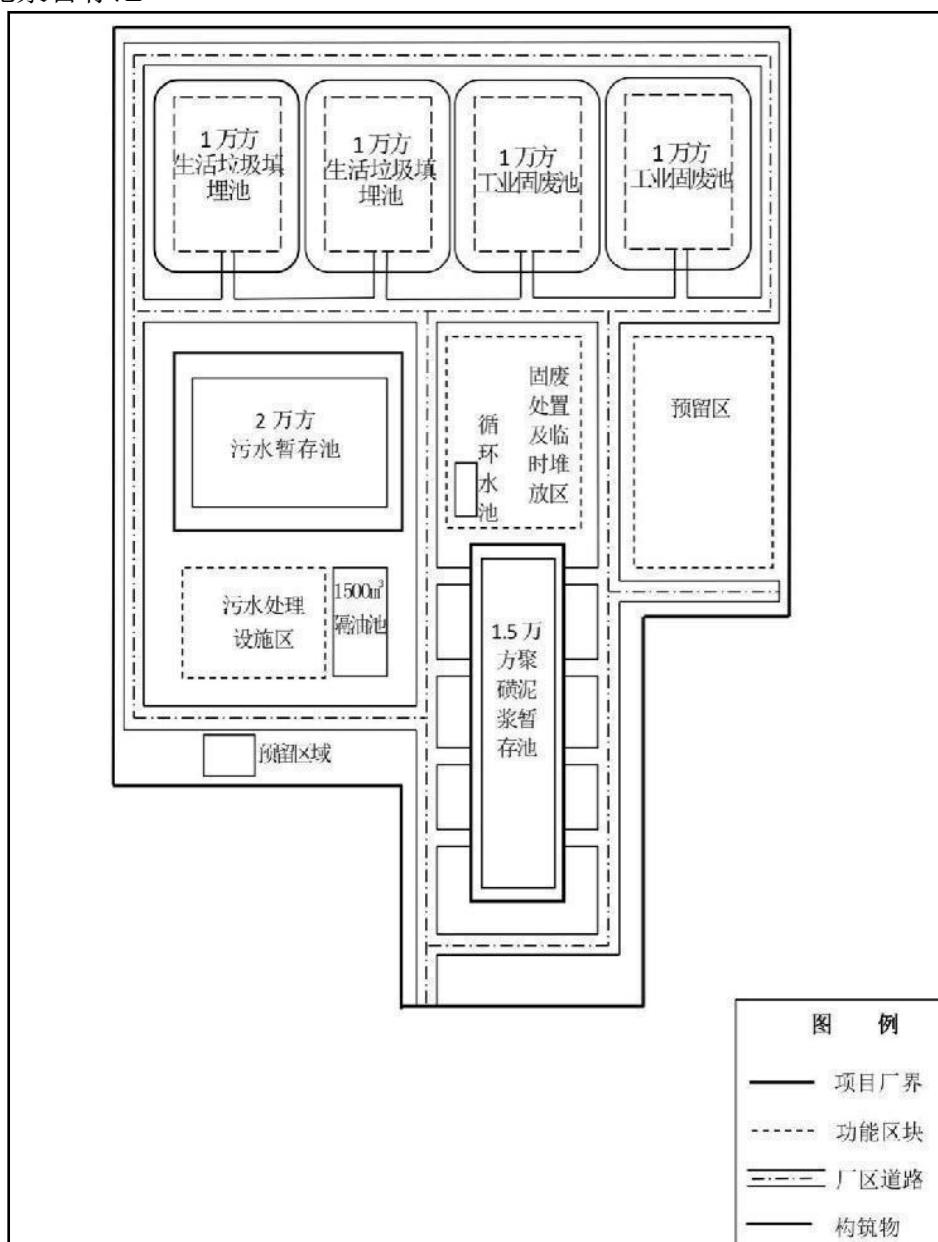 1 万方
生活垃圾填
埋池
1 万方
生活垃圾填
埋池
1 万方
工业固废池
1 万方
工业固废池
2 万方
污水暂存池
循环水池
固废
处置
及临
时堆
放区
预留区
污水处理
设施区
1500m³
隔油池
1.5 万
方聚
磺泥
浆暂
存池
预留区域
图 例
项目厂界
功能区块
厂区道路
构筑物